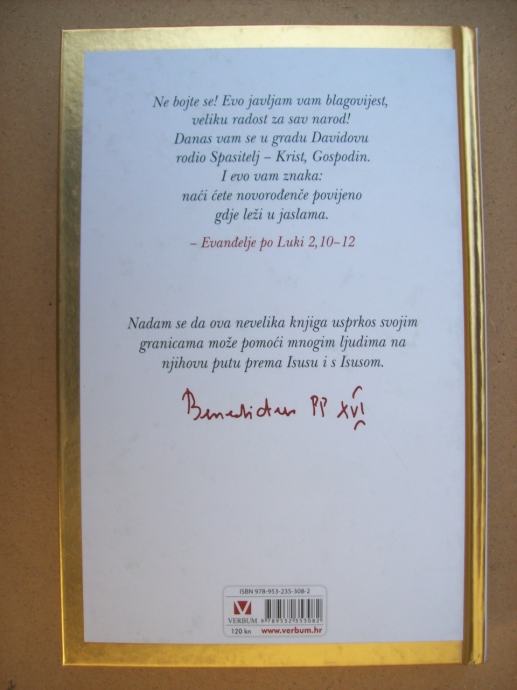 Ne bojte se! Evo javljam vam blagovijest,
veliku radost za sav narod!
Danas vam se u gradu Davidovu
rodio Spasitelj – Krist, Gospodin.
I evo vam znaka:
naći ćete novorođenče povijeno
gdje leži u jaslama.
– Evanđelje po Luki 2,10–12
Nadam se da ova nevelika knjiga usprkos svojim
granicama može pomoći mnogim ljudima na
njihovu putu prema Isusu i s Isusom.
Benedictus PP XVI
ISBN 978-953-235-308-2
VERBUM
9 789532 353082
120 kn
www.verbum.hr